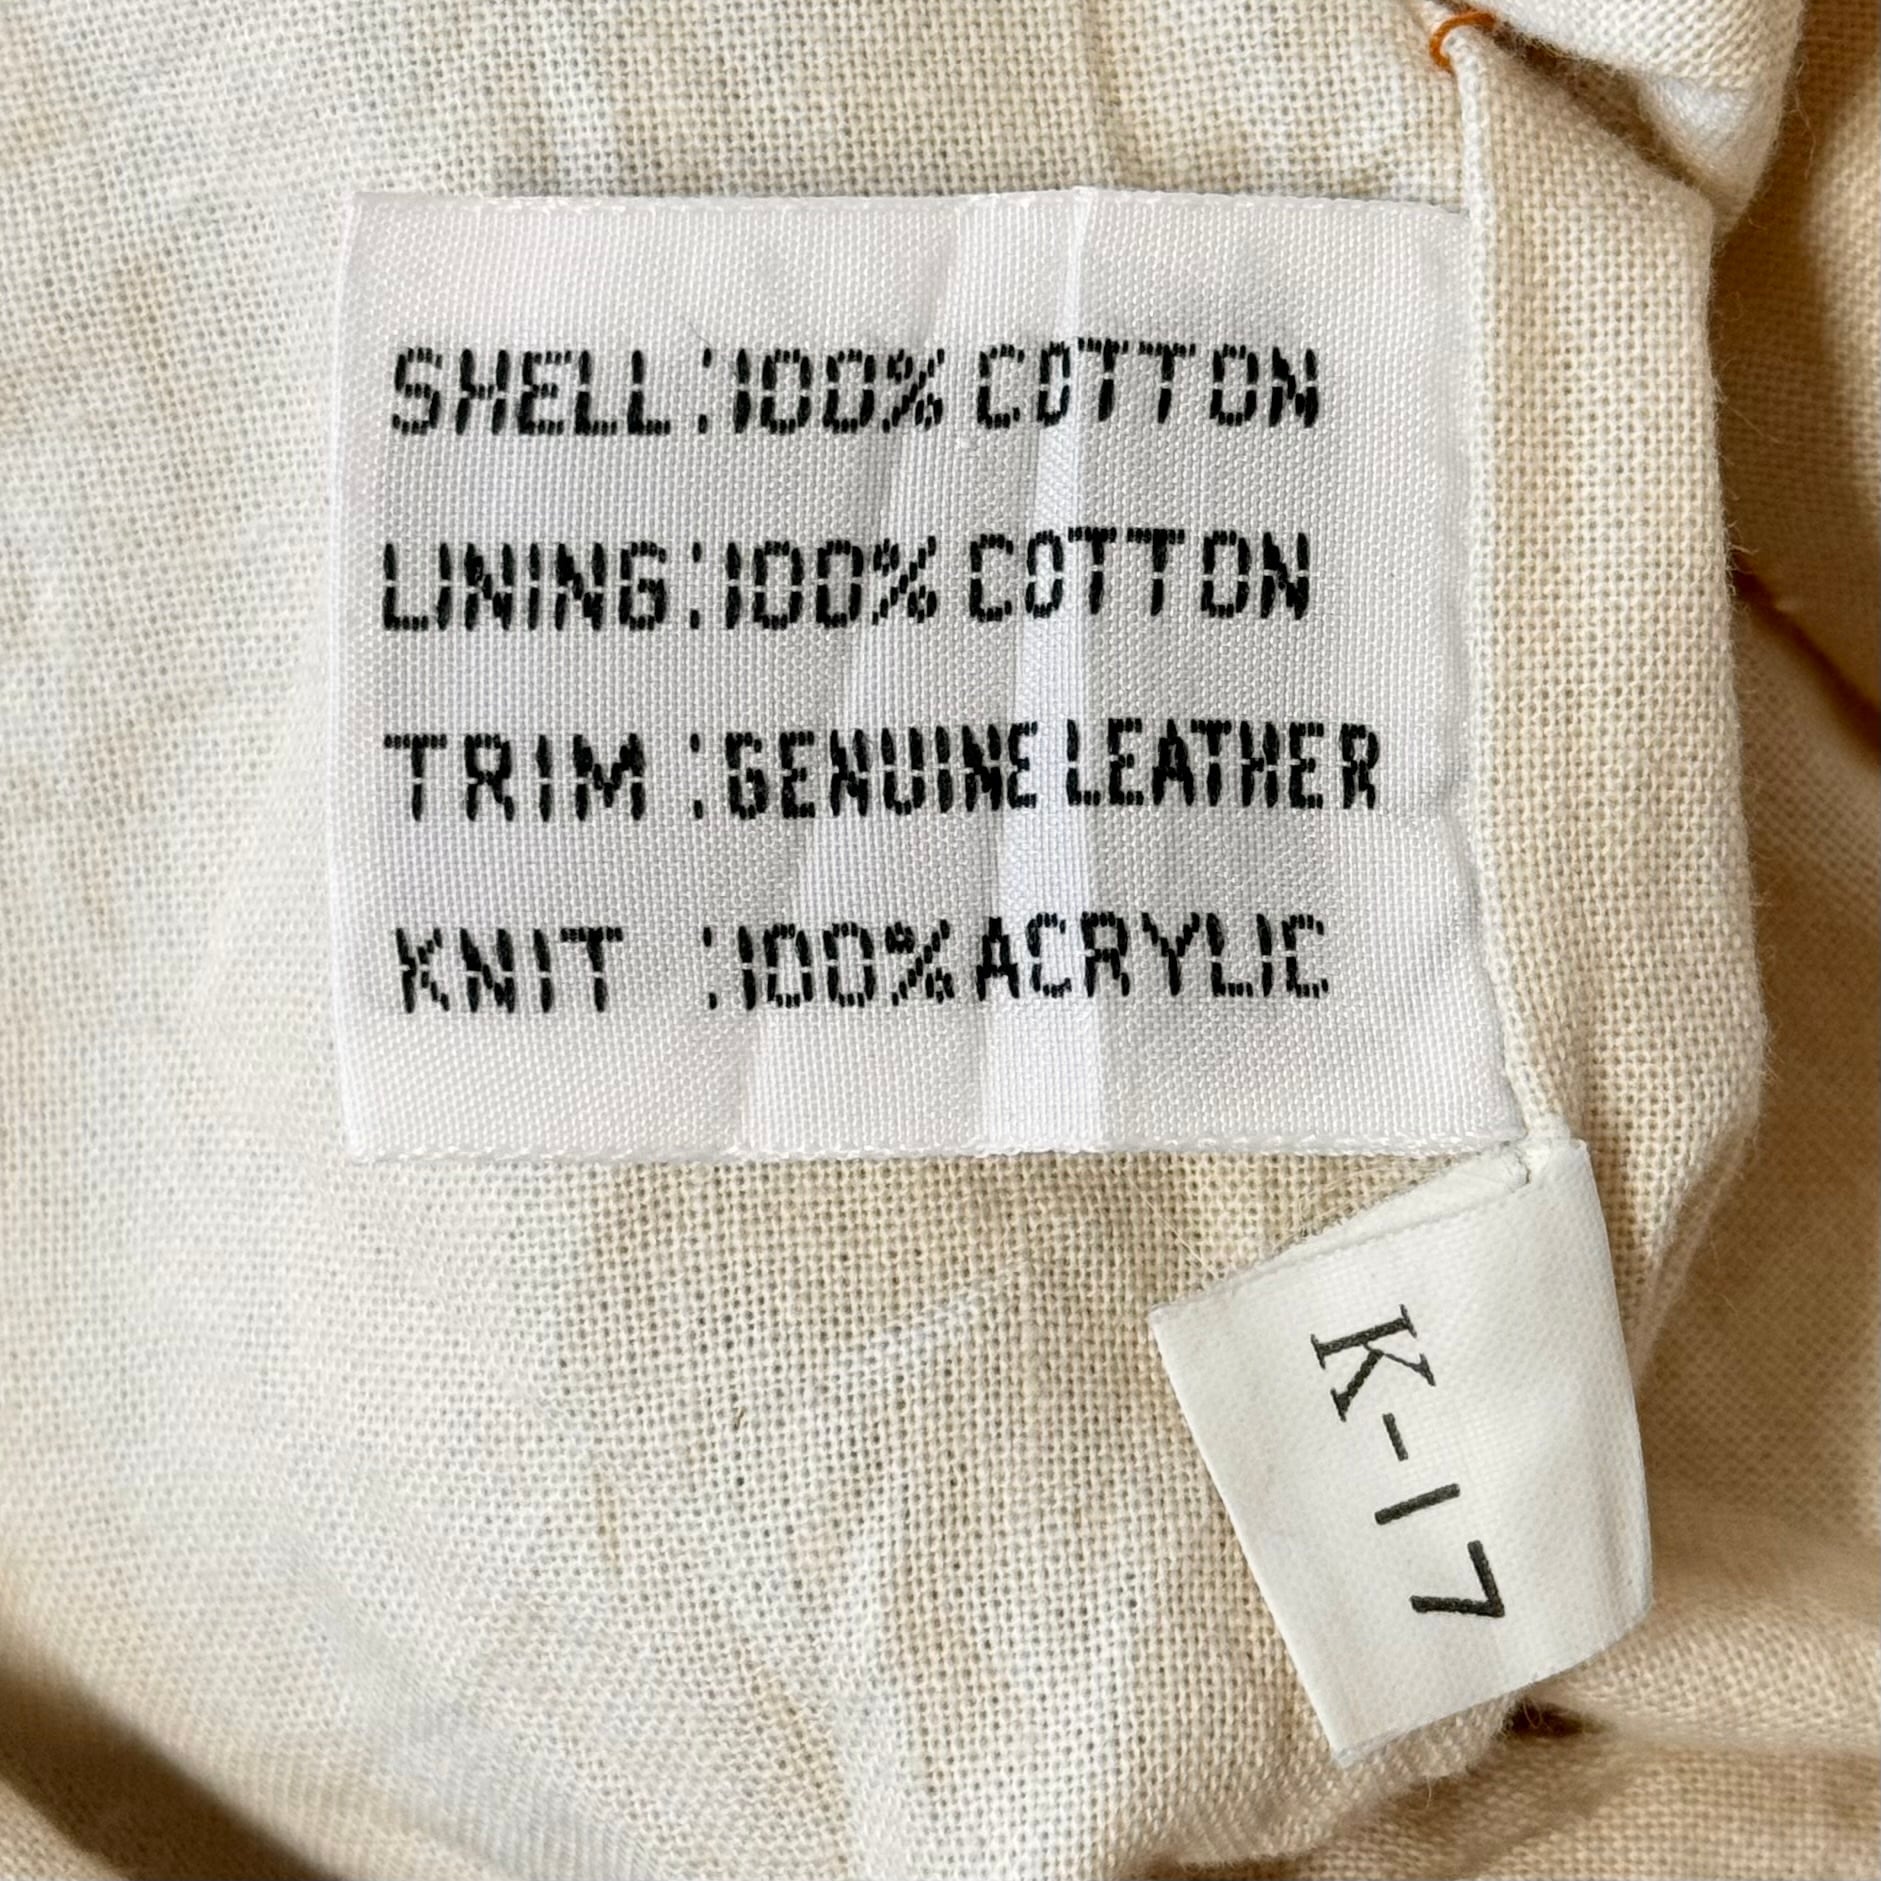 SHELL :100% COTTON
LINING:100% COTTON
TRIM :GENUINE LEATHER
KNIT :100% ACRYLIC
K-17